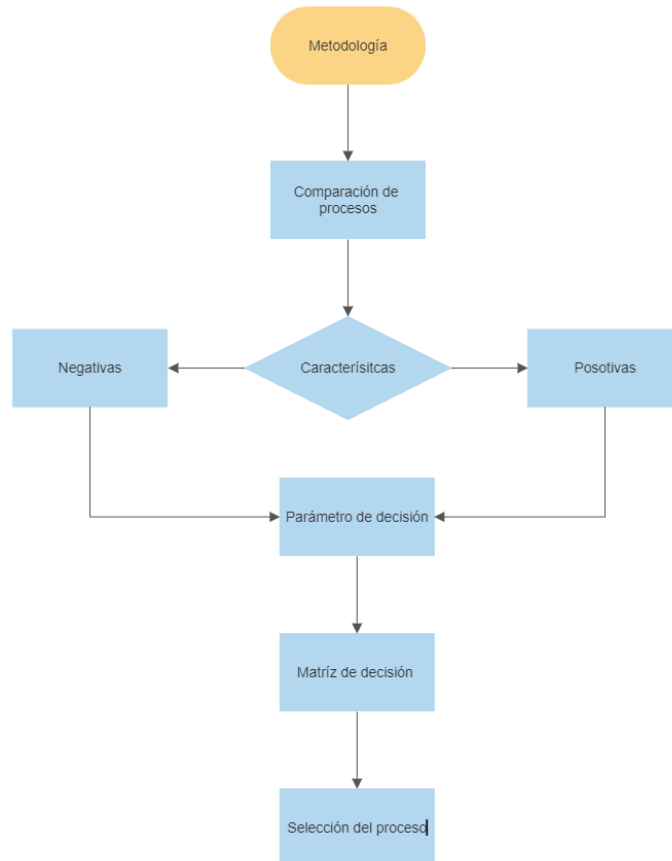 Metodología
Comparación de
procesos
Negativas
Caracterísitcas
Posotivas
Parámetro de decisión
Matríz de decisión
Selección del proceso